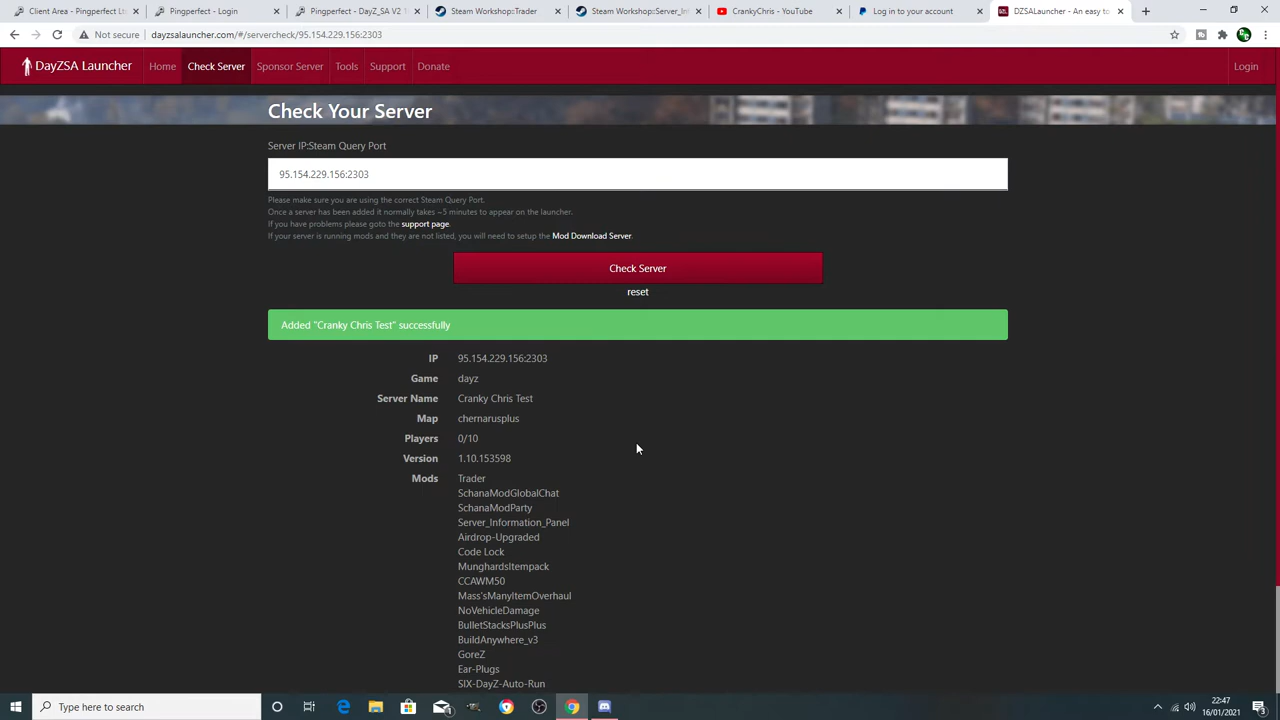 Pingperfect Ltd
Pingperfect - Login
Pingperfect - DayZ_SA V2 1
Steam Workshop::Trader
Steam Workshop::Server_In
CrankyChris - YouTube
Log in to your account
DZSALauncher - An easy to
Not secure
dayzsalauncher.com/#/servercheck/95.154.229.156:2303
DayZSA Launcher
Home
Check Server
Sponsor Server
Tools
Support
Donate
Login
Check Your Server
Server IP:Steam Query Port
95.154.229.156:2303
Please make sure you are using the correct Steam Query Port.
Once a server has been added it normally takes ~5 minutes to appear on the launcher.
If you have problems please goto the support page.
If your server is running mods and they are not listed, you will need to setup the Mod Download Server.
Check Server
reset
Added "Cranky Chris Test" successfully
IP 95.154.229.156:2303
Game dayz
Server Name Cranky Chris Test
Map chernarusplus
Players 0/10
Version 1.10.153598
Mods Trader
SchanaModGlobalChat
SchanaModParty
Server_Information_Panel
Airdrop-Upgraded
Code Lock
MunghardsItempack
CCAWM50
Mass'sManyItemOverhaul
NoVehicleDamage
BulletStacksPlusPlus
BuildAnywhere_v3
GoreZ
Ear-Plugs
SIX-DayZ-Auto-Run
Type here to search
22:47
16/01/2021